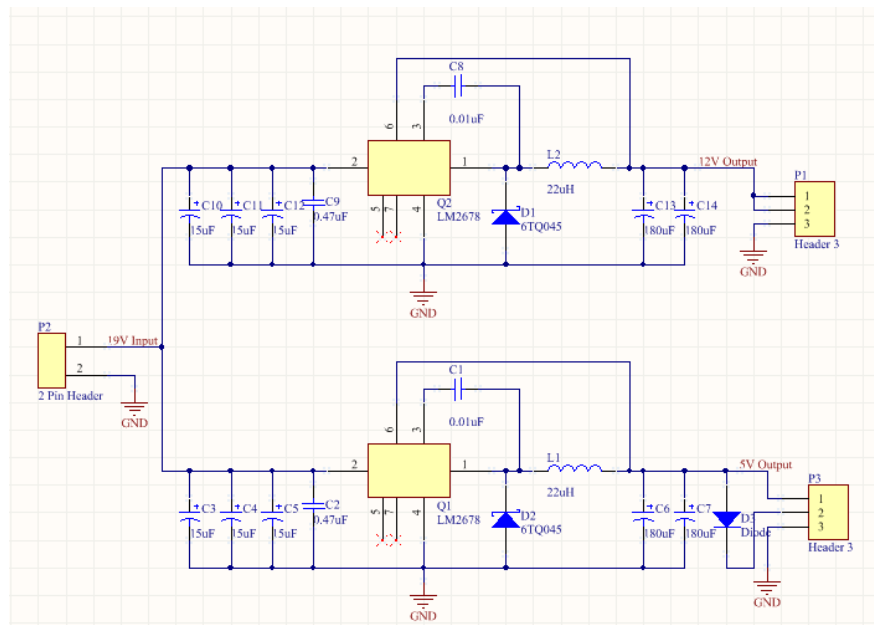 C8
0.01uF
6
3
2
1
L2
22uH
12V Output
P1
1
2
3
Header 3
C10
15uF
C11
15uF
C12
15uF
C9
0.47uF
5
7
4
Q2
LM2678
D1
6TQ045
C13
180uF
C14
180uF
GND
GND
P2
1
2
19V Input
2 Pin Header
GND
C1
0.01uF
6
3
2
1
L1
22uH
5V Output
P3
1
2
3
Header 3
C3
15uF
C4
15uF
C5
15uF
C2
0.47uF
5
7
4
Q1
LM2678
D2
6TQ045
C6
180uF
C7
180uF
D3
Diode
GND
GND